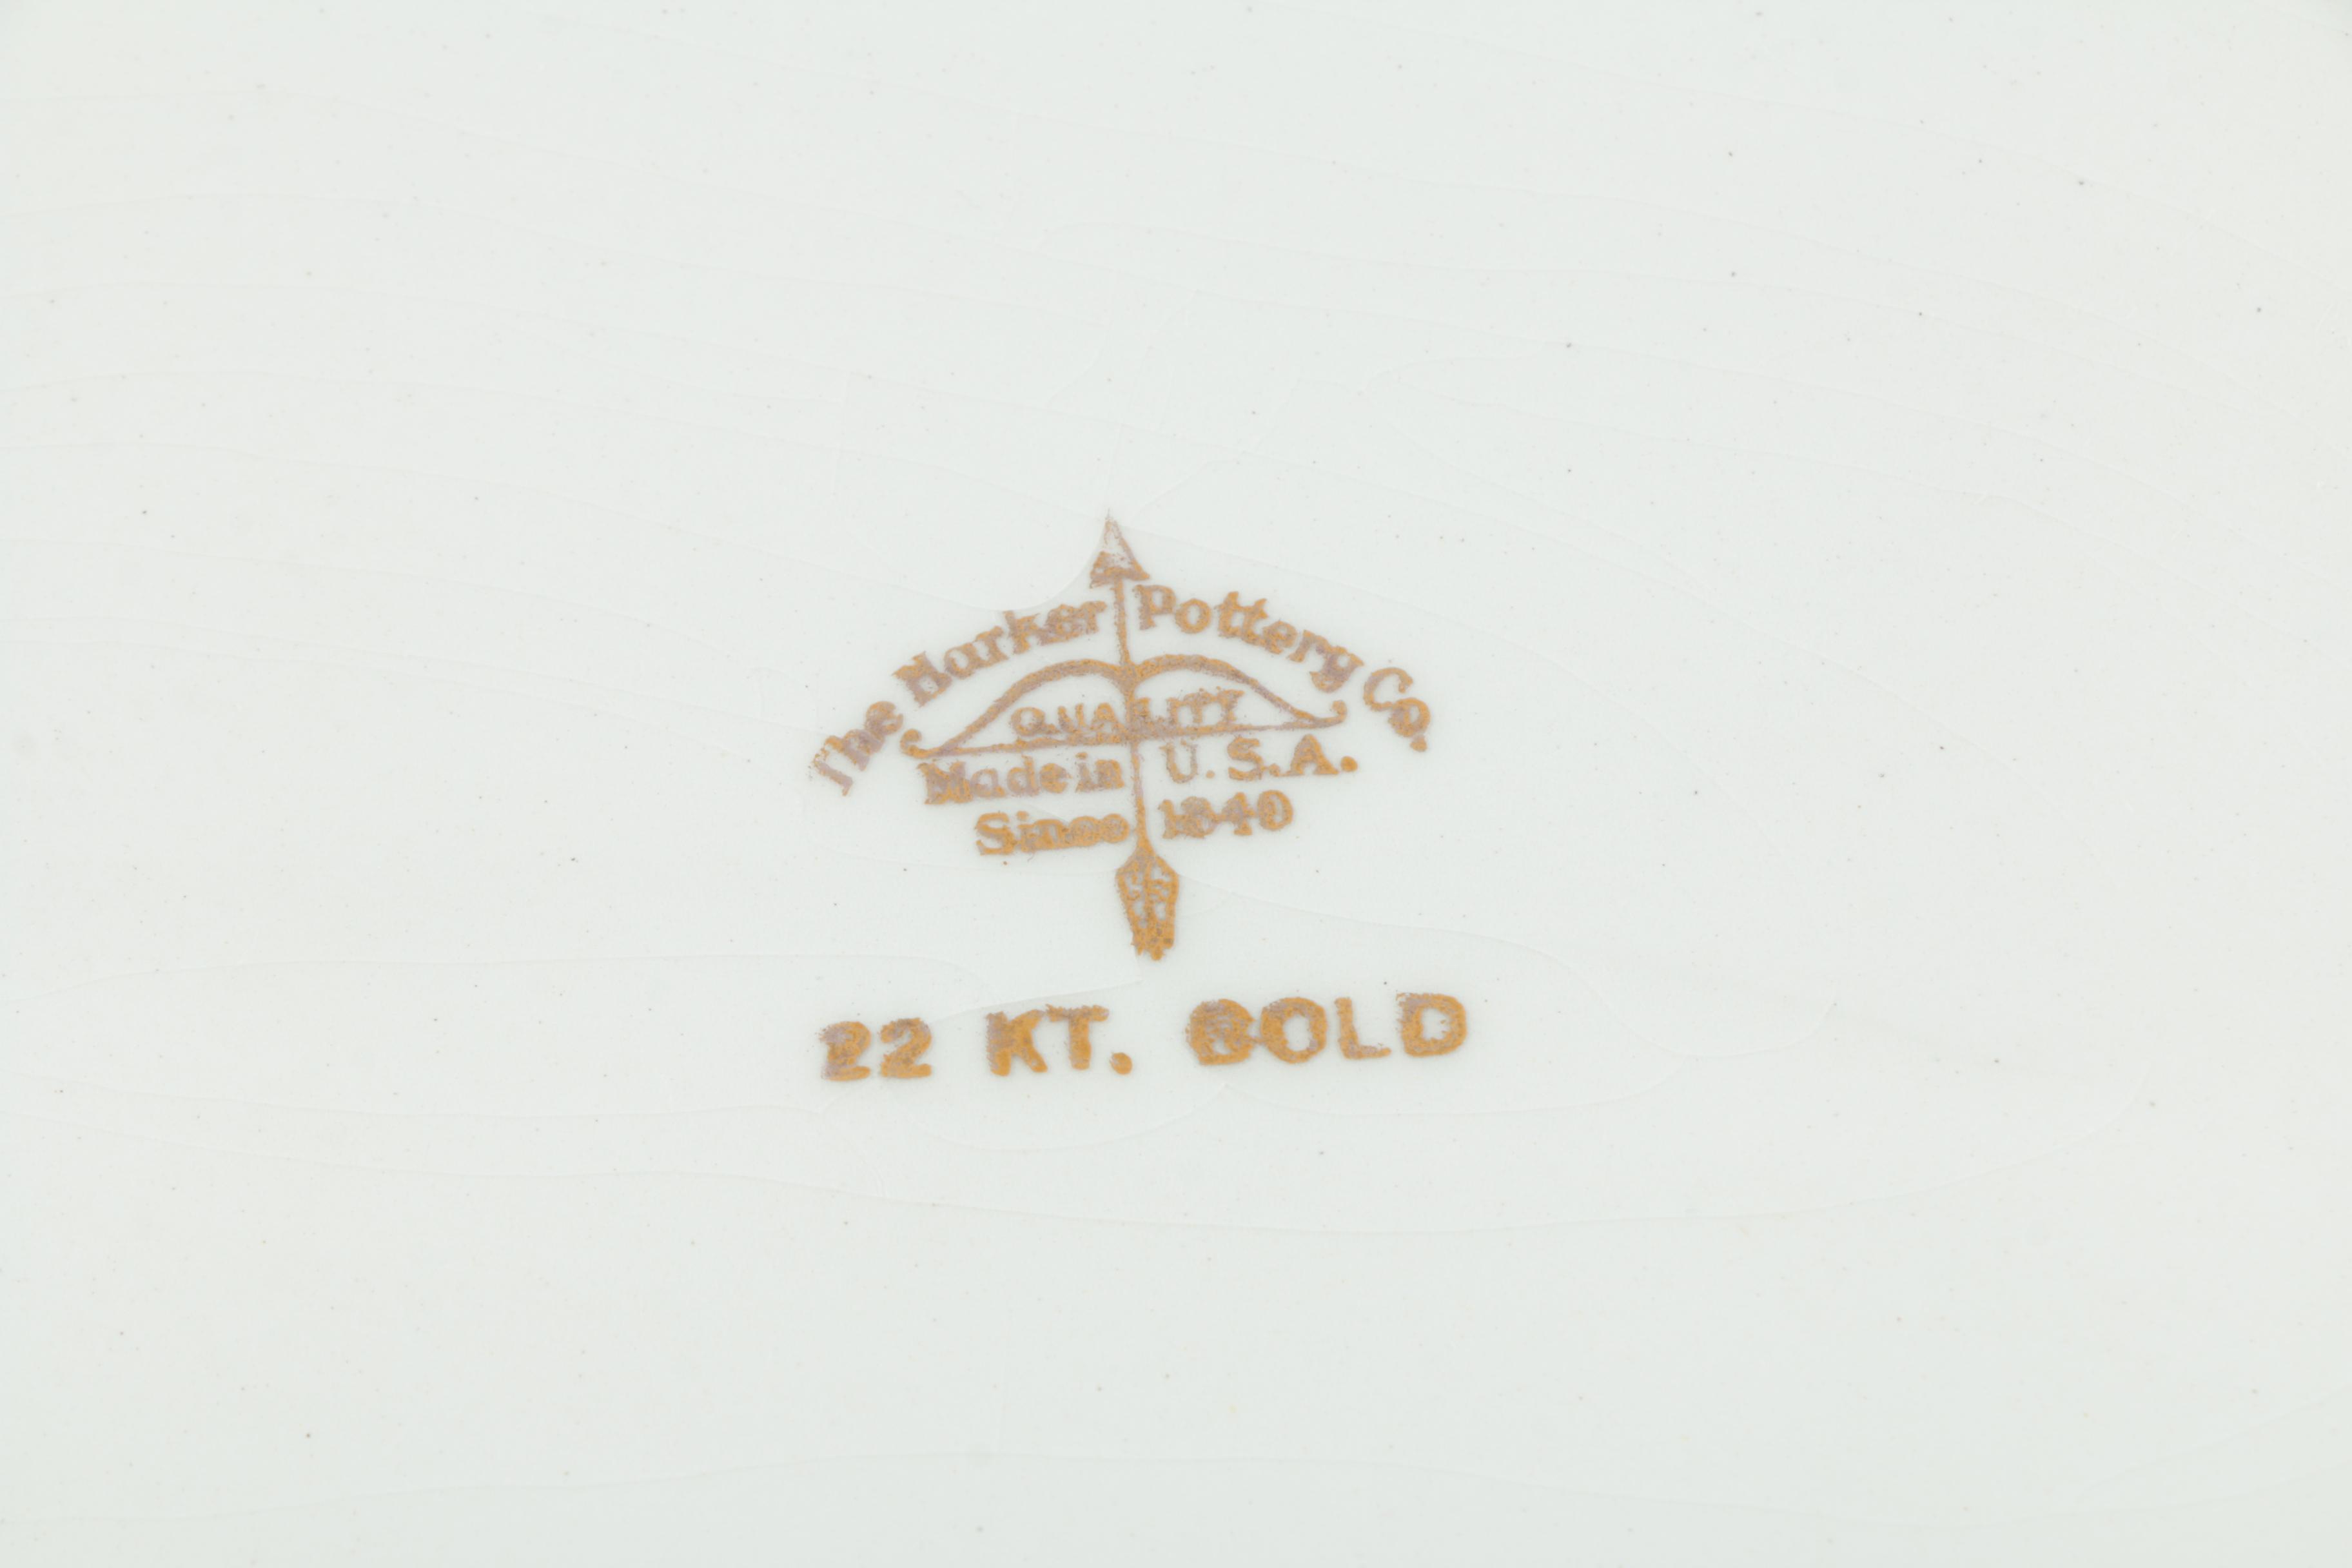 The Harker Pottery Co.
QUALITY
Made in U.S.A.
Since 1840
22 KT. GOLD